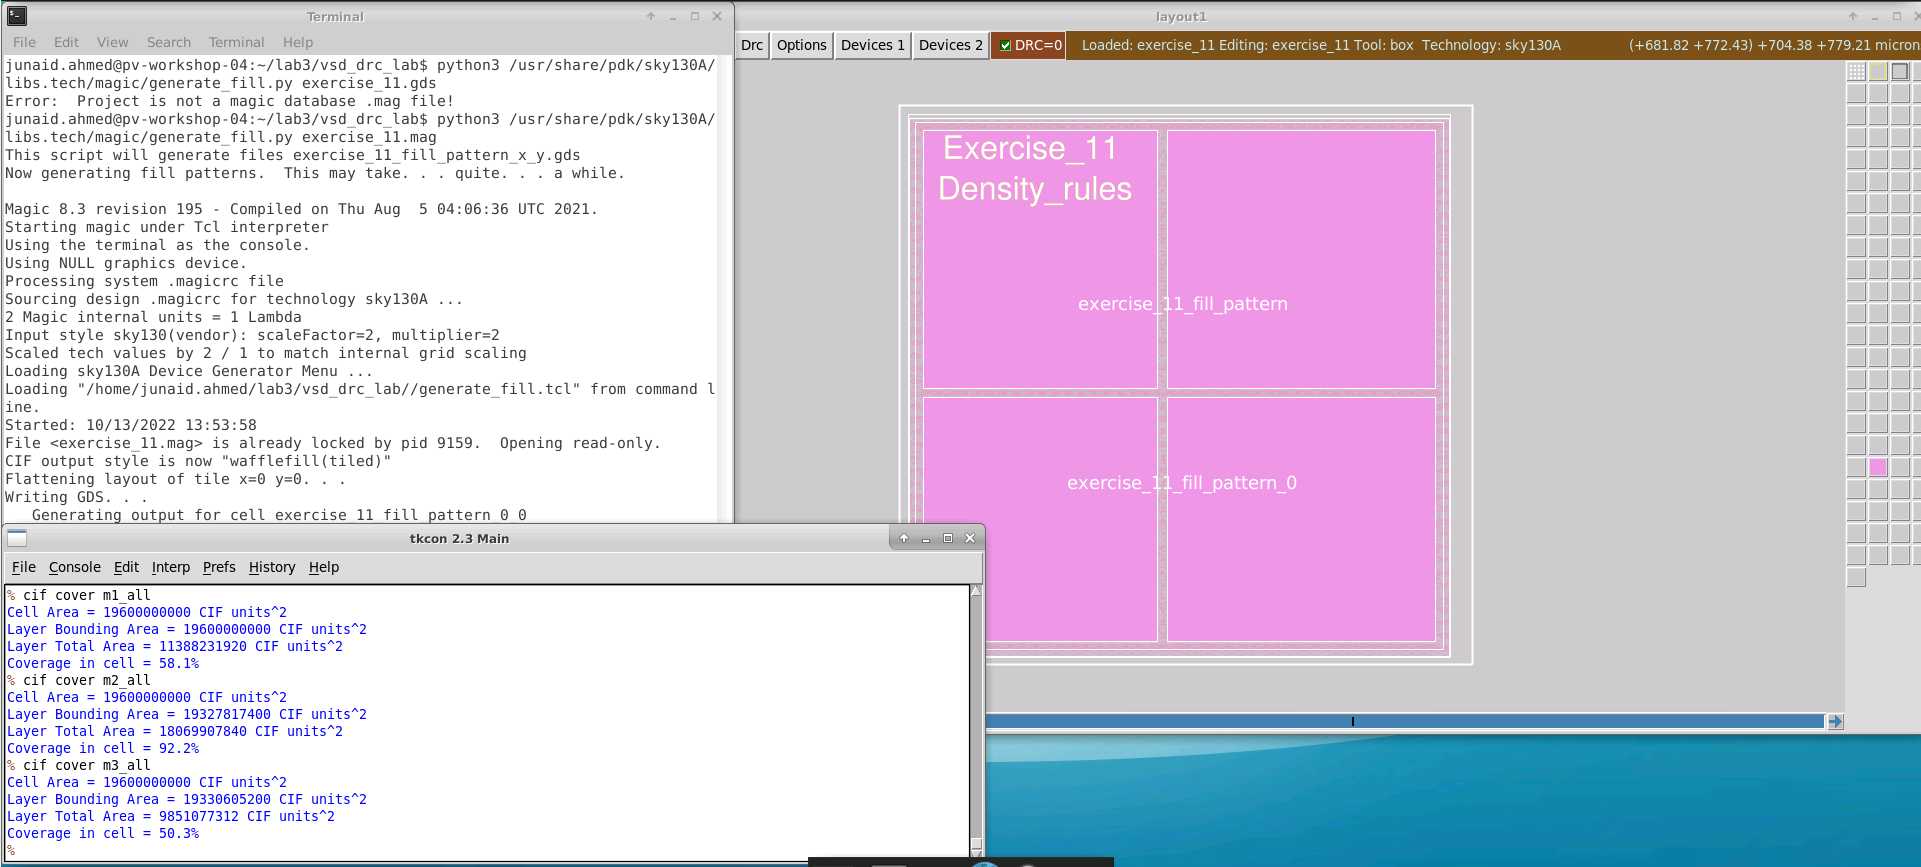 Terminal
File Edit View Search Terminal Help
junaid.ahmed@pv-workshop-04:~/lab3/vsd_drc_lab$ python3 /usr/share/pdk/sky130A/
libs.tech/magic/generate_fill.py exercise_11.gds
Error:  Project is not a magic database .mag file!
junaid.ahmed@pv-workshop-04:~/lab3/vsd_drc_lab$ python3 /usr/share/pdk/sky130A/
libs.tech/magic/generate_fill.py exercise_11.mag
This script will generate files exercise_11_fill_pattern_x_y.gds
Now generating fill patterns.  This may take. . . quite. . . a while.
Magic 8.3 revision 195 - Compiled on Thu Aug  5 04:06:36 UTC 2021.
Starting magic under Tcl interpreter
Using the terminal as the console.
Using NULL graphics device.
Processing system .magicrc file
Sourcing design .magicrc for technology sky130A ...
2 Magic internal units = 1 Lambda
Input style sky130(vendor): scaleFactor=2, multiplier=2
Scaled tech values by 2 / 1 to match internal grid scaling
Loading sky130A Device Generator Menu ...
Loading "/home/junaid.ahmed/lab3/vsd_drc_lab//generate_fill.tcl" from command l
ine.
Started: 10/13/2022 13:53:58
File <exercise_11.mag> is already locked by pid 9159.  Opening read-only.
CIF output style is now "wafflefill(tiled)"
Flattening layout of tile x=0 y=0. . .
Writing GDS. . .
   Generating output for cell exercise_11_fill_pattern_0_0
layout1
Drc Options Devices 1 Devices 2 DRC=0 Loaded: exercise_11 Editing: exercise_11 Tool: box  Technology: sky130A (+681.82 +772.43) +704.38 +779.21 micron
Exercise_11
Density_rules
exercise_11_fill_pattern
exercise_11_fill_pattern_0
tkcon 2.3 Main
File Console Edit Interp Prefs History Help
% cif cover m1_all
Cell Area = 19600000000 CIF units^2
Layer Bounding Area = 19600000000 CIF units^2
Layer Total Area = 11388231920 CIF units^2
Coverage in cell = 58.1%
% cif cover m2_all
Cell Area = 19600000000 CIF units^2
Layer Bounding Area = 19327817400 CIF units^2
Layer Total Area = 18069907840 CIF units^2
Coverage in cell = 92.2%
% cif cover m3_all
Cell Area = 19600000000 CIF units^2
Layer Bounding Area = 19330605200 CIF units^2
Layer Total Area = 9851077312 CIF units^2
Coverage in cell = 50.3%
%